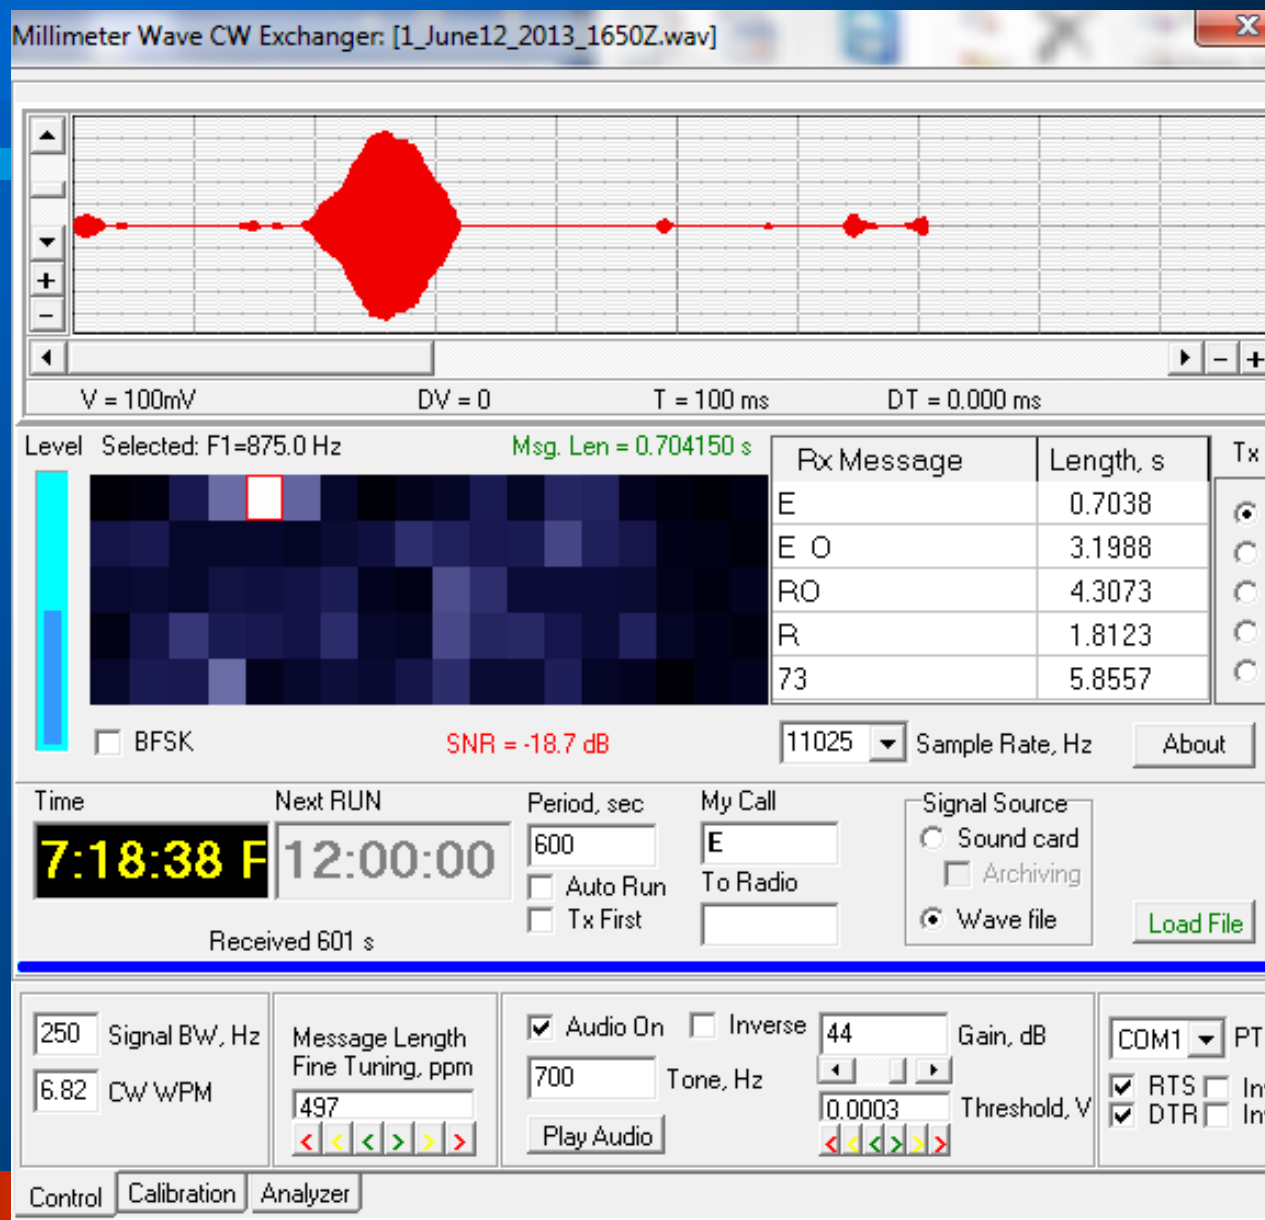 Millimeter Wave CW Exchanger: [1_June12_2013_1650Z.wav]
V = 100mV DV = 0 T = 100 ms DT = 0.000 ms
Level Selected: F1=875.0 Hz Msg. Len = 0.704150 s
Rx Message Length, s Tx
E 0.7038
E O 3.1988
RO 4.3073
R 1.8123
73 5.8557
BFSK SNR = -18.7 dB 11025 Sample Rate, Hz About
Time Next RUN Period, sec My Call Signal Source
7:18:38 12:00:00 600 E Sound card
Auto Run To Radio Archiving
Tx First Wave file Load File
Received 601 s
250 Signal BW, Hz Message Length Audio On Inverse 44 Gain, dB COM1
6.82 CW WPM Fine Tuning, ppm 700 Tone, Hz RTS
497 0.0003 Threshold, V DTR
Play Audio
Control Calibration Analyzer